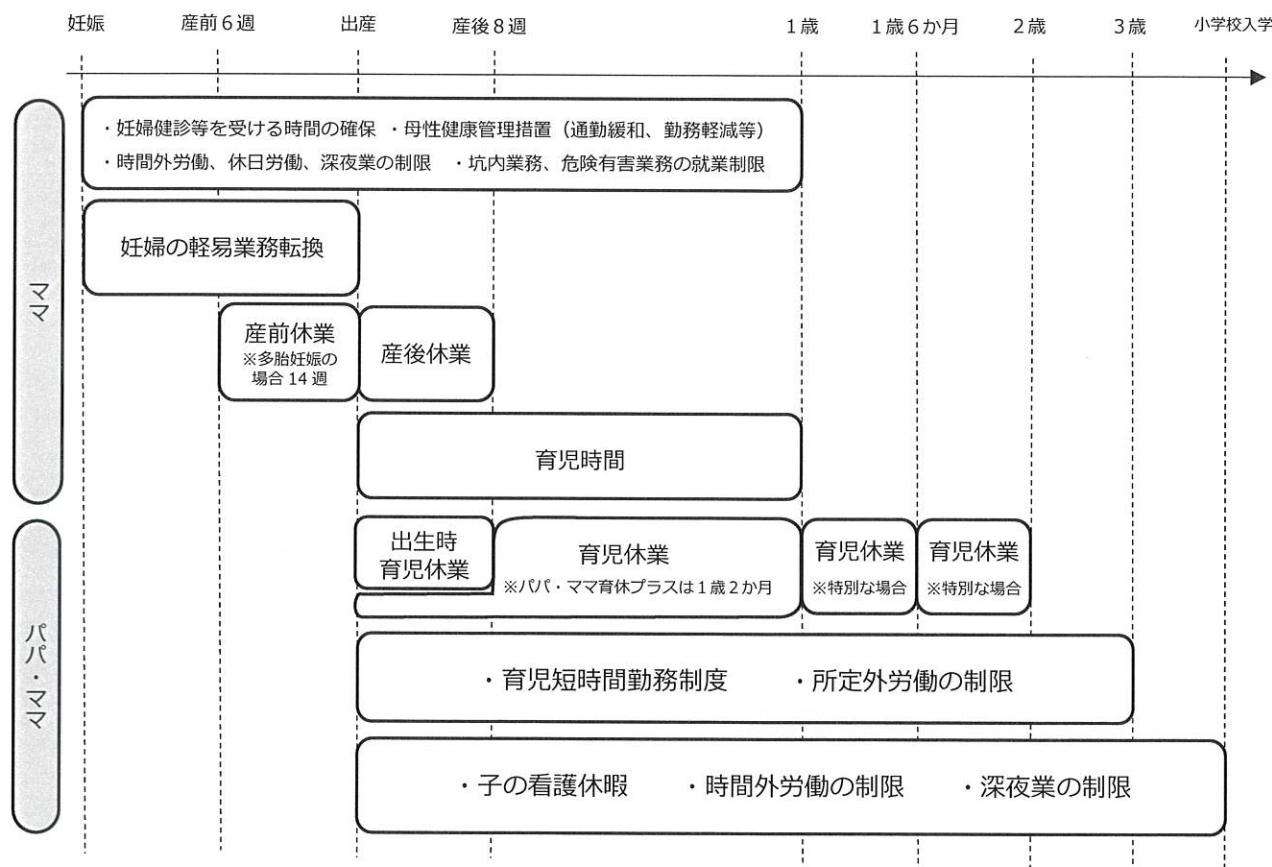 妊娠 産前6週 出産 産後8週 1歳 1歳6か月 2歳 3歳 小学校入学
ママ
・妊婦健診等を受ける時間の確保 ・母性健康管理措置（通勤緩和、勤務軽減等）
・時間外労働、休日労働、深夜業の制限 ・坑内業務、危険有害業務の就業制限
妊婦の軽易業務転換
産前休業
※多胎妊娠の
場合14週
産後休業
育児時間
パパ・ママ
出生時
育児休業
育児休業
※パパ・ママ育休プラスは1歳2か月
育児休業
※特別な場合
育児休業
※特別な場合
・育児短時間勤務制度 ・所定外労働の制限
・子の看護休暇 ・時間外労働の制限 ・深夜業の制限